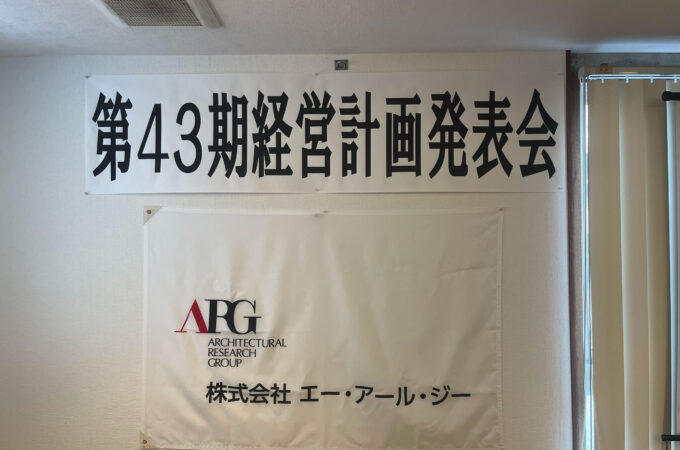 第43期経営計画発表会
ARG
ARCHITECTURAL
RESEARCH
GROUP
株式会社 エー・アール・ジー